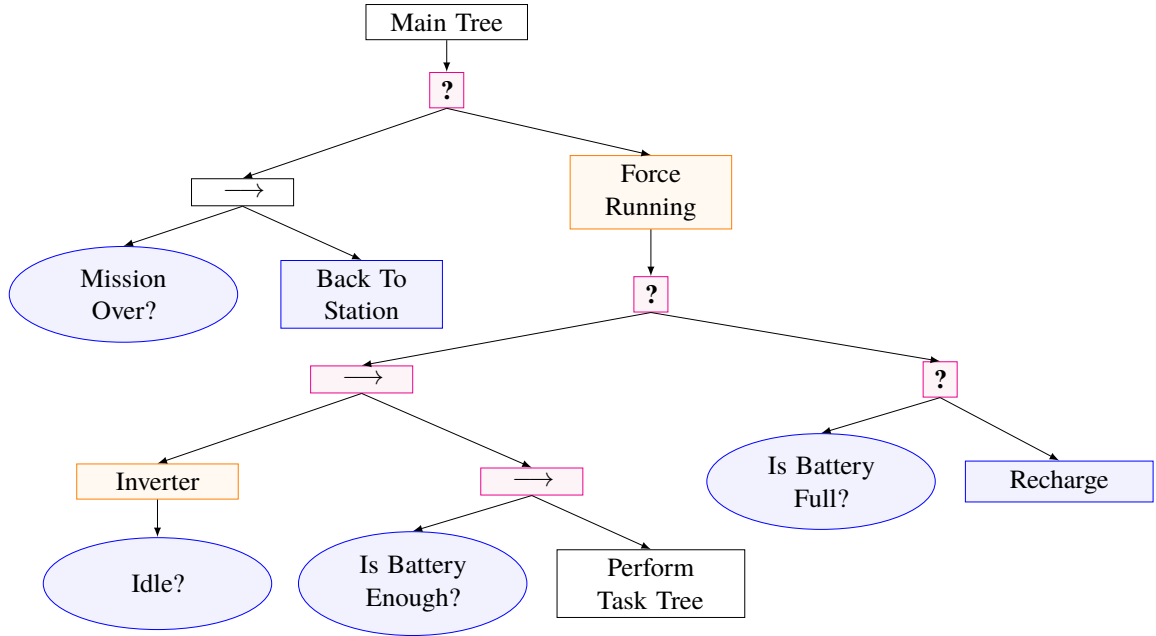 Main Tree
?
⟶
Force
Running
Mission
Over?
Back To
Station
?
⟶
?
Inverter
⟶
Is Battery
Full?
Recharge
Idle?
Is Battery
Enough?
Perform
Task Tree